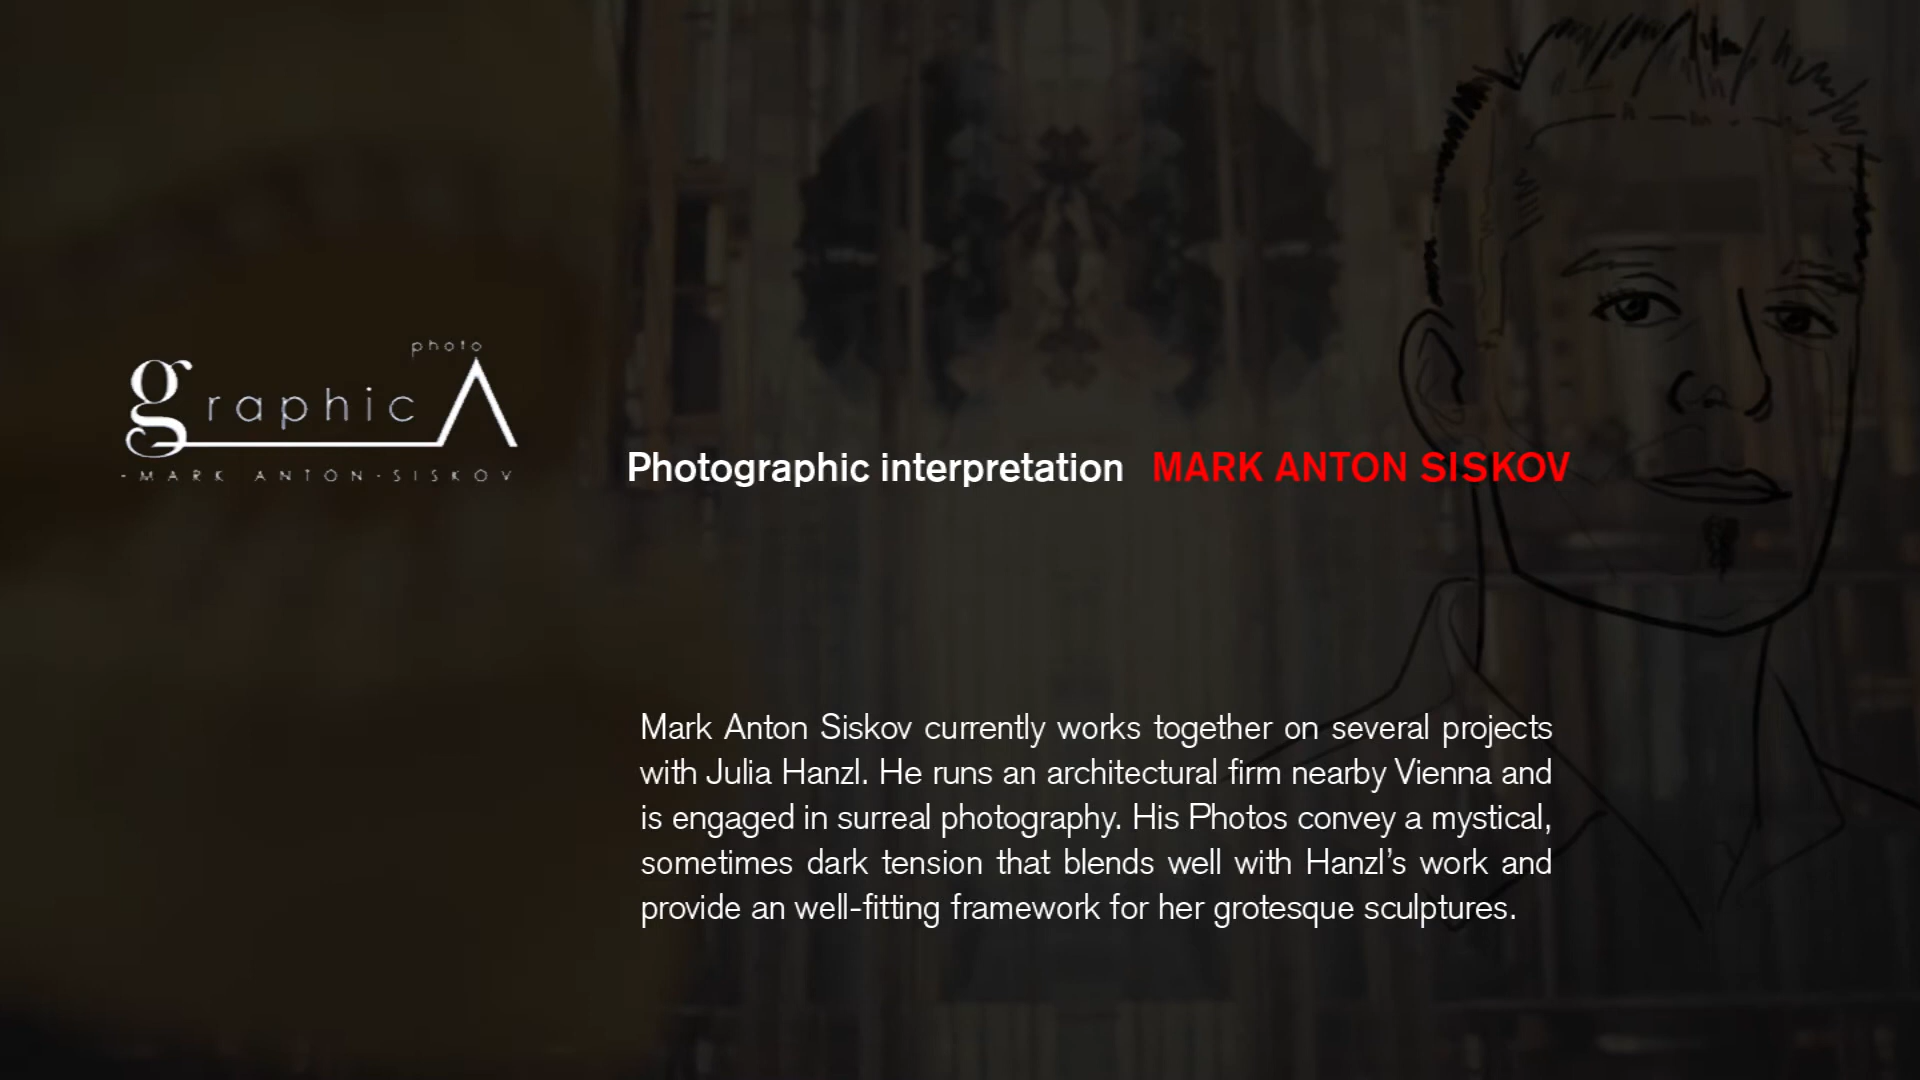 photo
graphic
- MARK ANTON - SISKOV
Photographic interpretation MARK ANTON SISKOV
Mark Anton Siskov currently works together on several projects
with Julia Hanzl. He runs an architectural firm nearby Vienna and
is engaged in surreal photography. His Photos convey a mystical,
sometimes dark tension that blends well with Hanzl’s work and
provide an well-fitting framework for her grotesque sculptures.